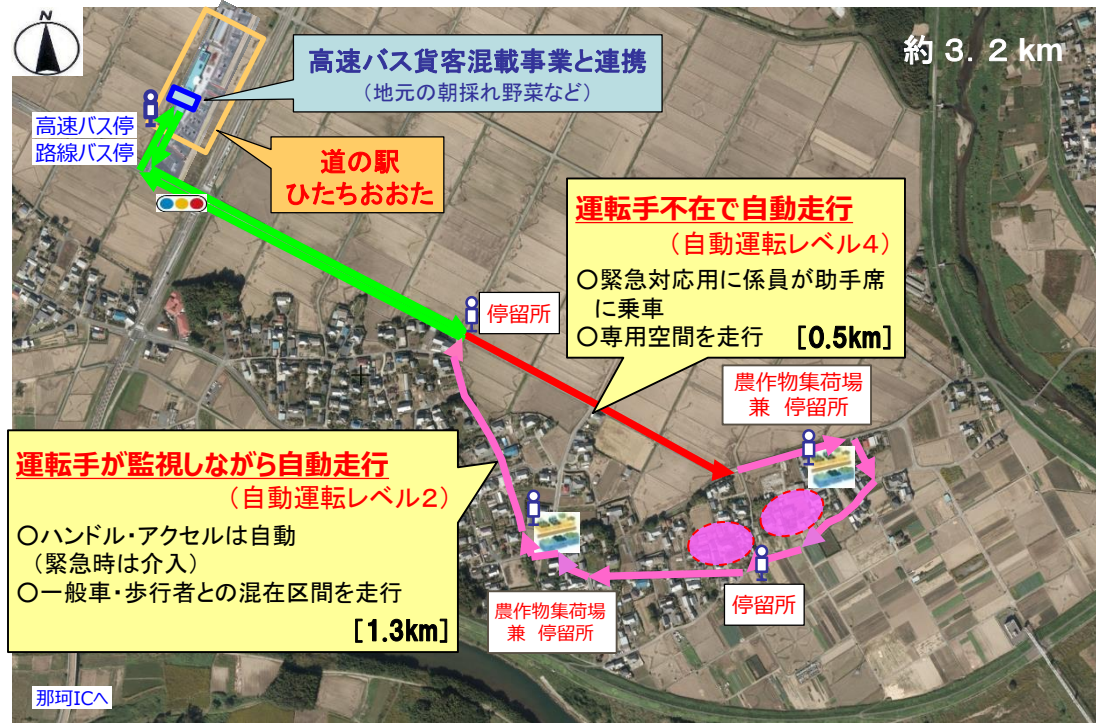 N
約３．２km
高速バス貨客混載事業と連携
（地元の朝採れ野菜など）
高速バス停
路線バス停
道の駅
ひたちおおた
運転手不在で自動走行
（自動運転レベル４）
○緊急対応用に係員が助手席
に乗車
○専用空間を走行 [0.5km]
停留所
農作物集荷場
兼 停留所
運転手が監視しながら自動走行
（自動運転レベル２）
○ハンドル・アクセルは自動
（緊急時は介入）
○一般車・歩行者との混在区間を走行
[1.3km]
農作物集荷場
兼 停留所
停留所
那珂ICへ